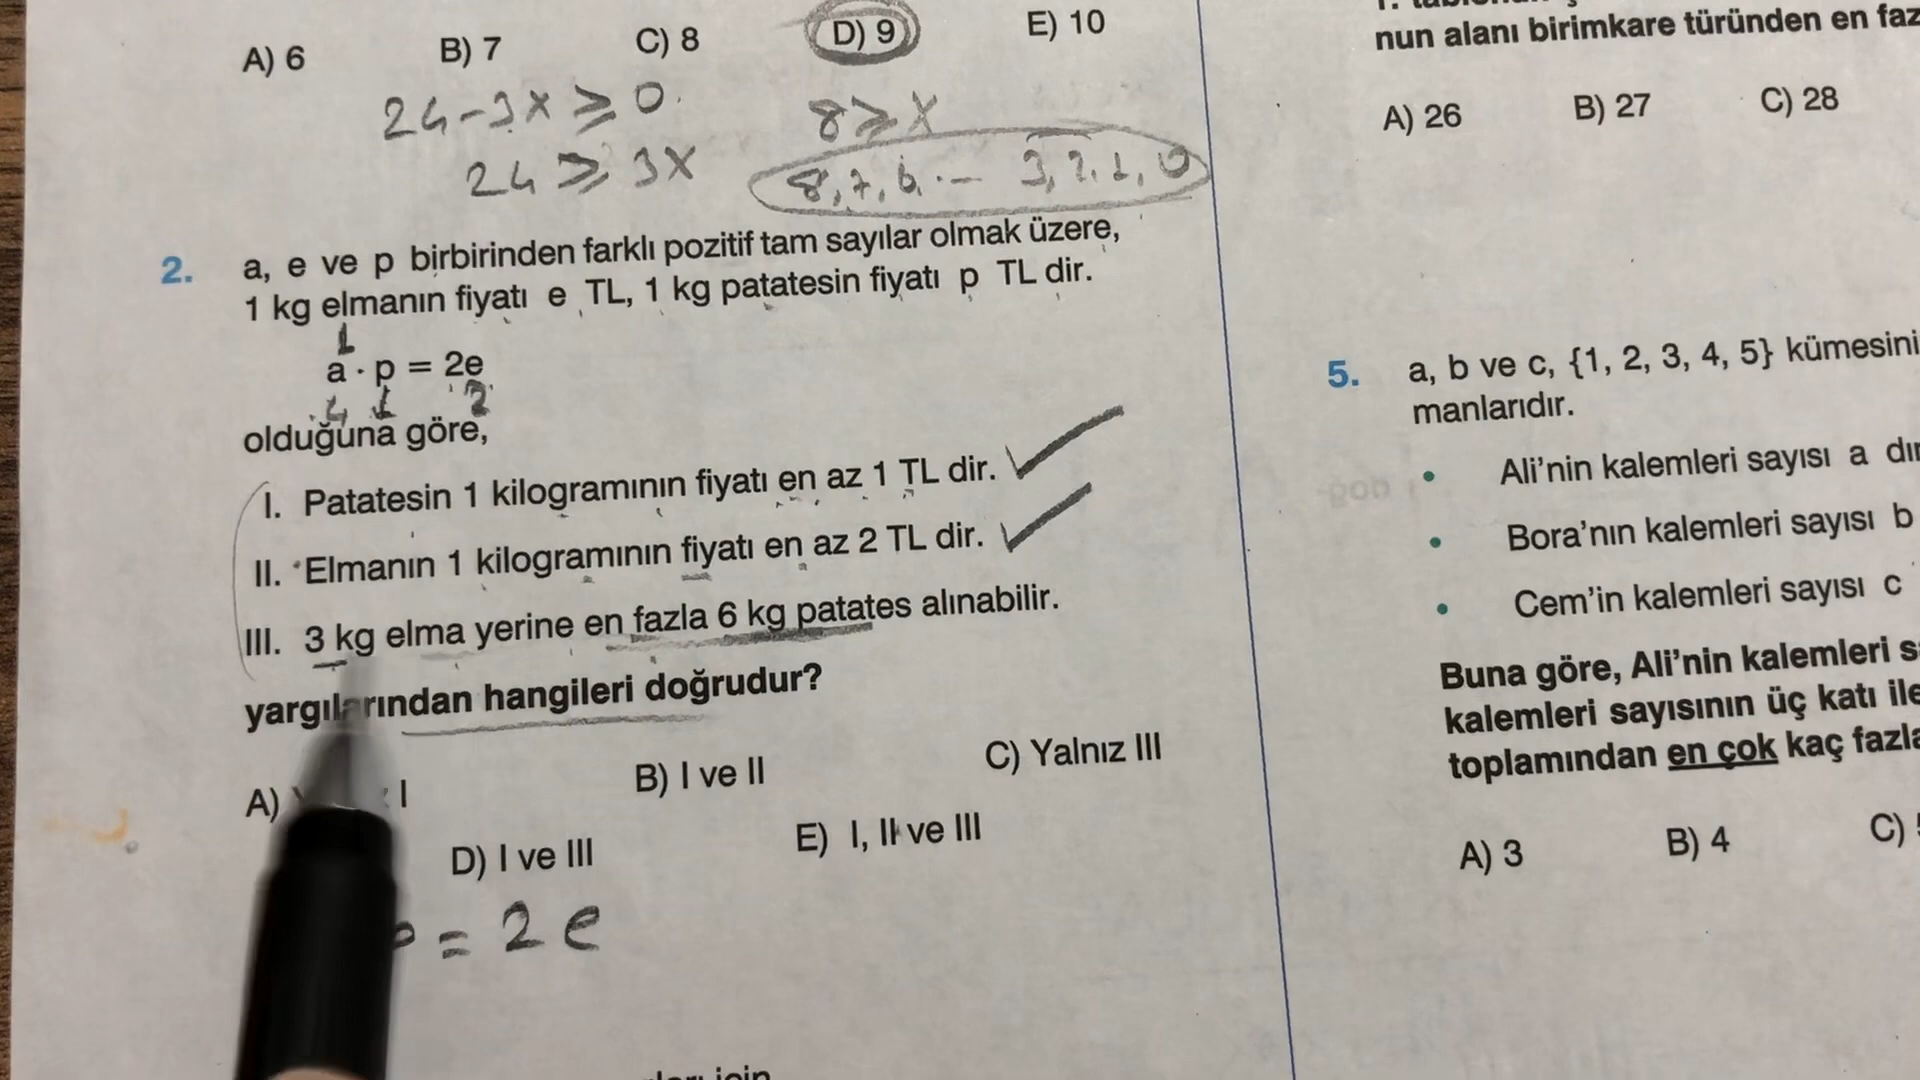 A) 6 B) 7 C) 8 D) 9 E) 10
24-3x ≥ 0
24 ≥ 3x
8 ≥ x
8, 7, 6, ... 3, 2, 1, 0
2. a, e ve p birbirinden farklı pozitif tam sayılar olmak üzere,
1 kg elmanın fiyatı e TL, 1 kg patatesin fiyatı p TL dir.
1
a · p = 2e
4 1 2
olduğuna göre,
I. Patatesin 1 kilogramının fiyatı en az 1 TL dir.
II. Elmanın 1 kilogramının fiyatı en az 2 TL dir.
III. 3 kg elma yerine en fazla 6 kg patates alınabilir.
yargılarından hangileri doğrudur?
A) I
B) I ve II
C) Yalnız III
D) I ve III
E) I, II ve III
= 2e
nun alanı birimkare türünden en faz
A) 26 B) 27 C) 28
5. a, b ve c, {1, 2, 3, 4, 5} kümesini
manlarıdır.
• Ali'nin kalemleri sayısı a dır
• Bora'nın kalemleri sayısı b
• Cem'in kalemleri sayısı c
Buna göre, Ali'nin kalemleri s
kalemleri sayısının üç katı ile
toplamından en çok kaç fazla
A) 3 B) 4 C)